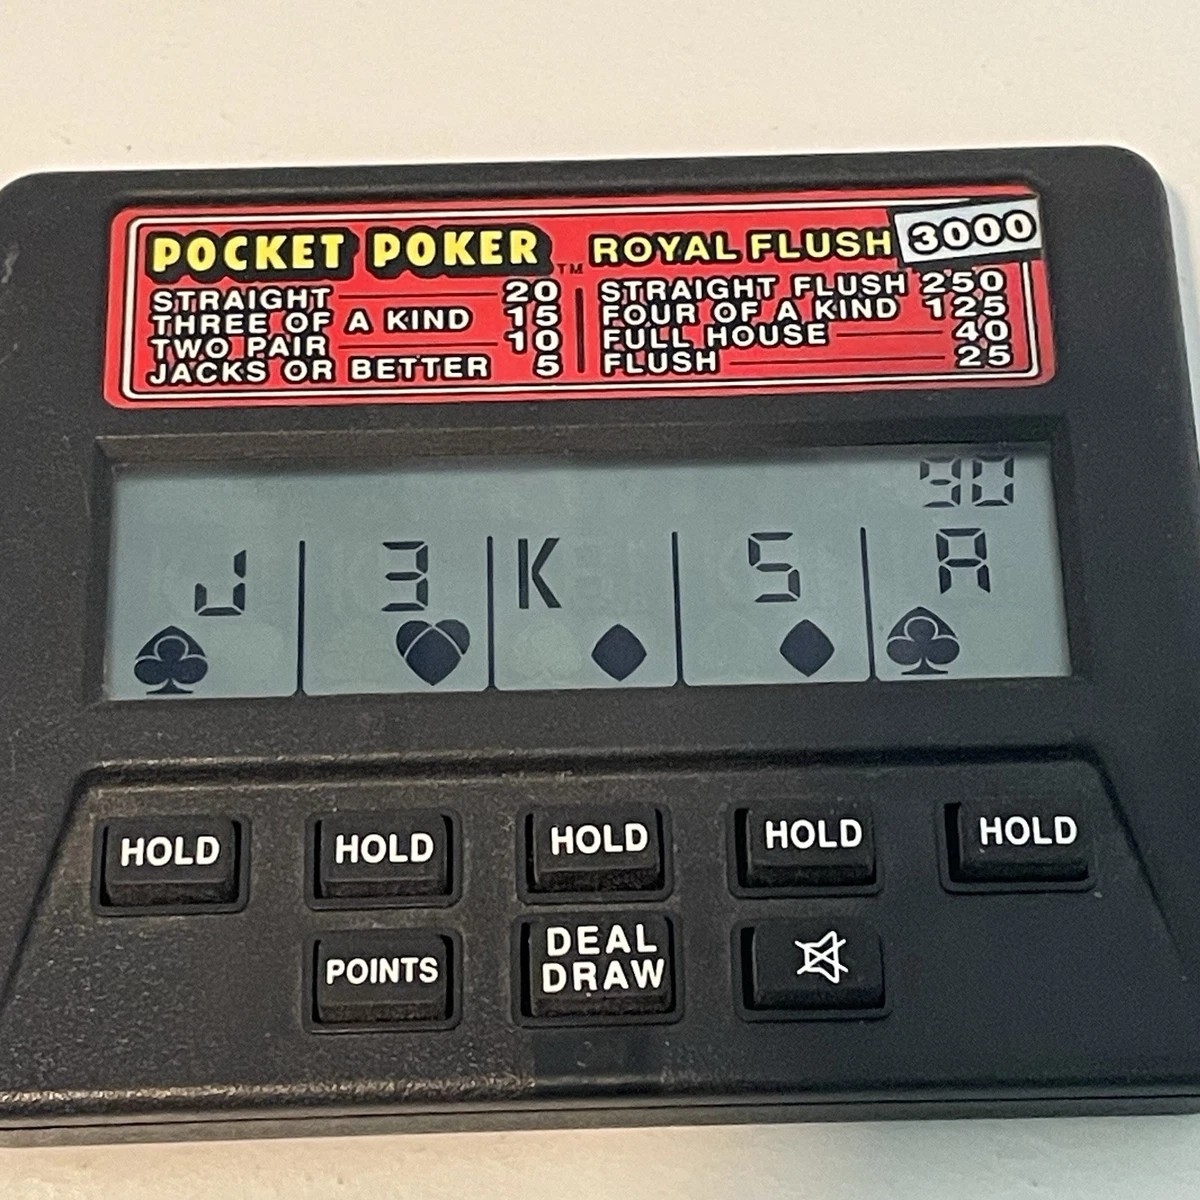 POCKET POKER™ ROYAL FLUSH 3000
STRAIGHT 20
THREE OF A KIND 15
TWO PAIR 10
JACKS OR BETTER 5
STRAIGHT FLUSH 250
FOUR OF A KIND 125
FULL HOUSE 40
FLUSH 25
90
J 3 K 5 A
HOLD HOLD HOLD HOLD HOLD
POINTS DEAL
DRAW